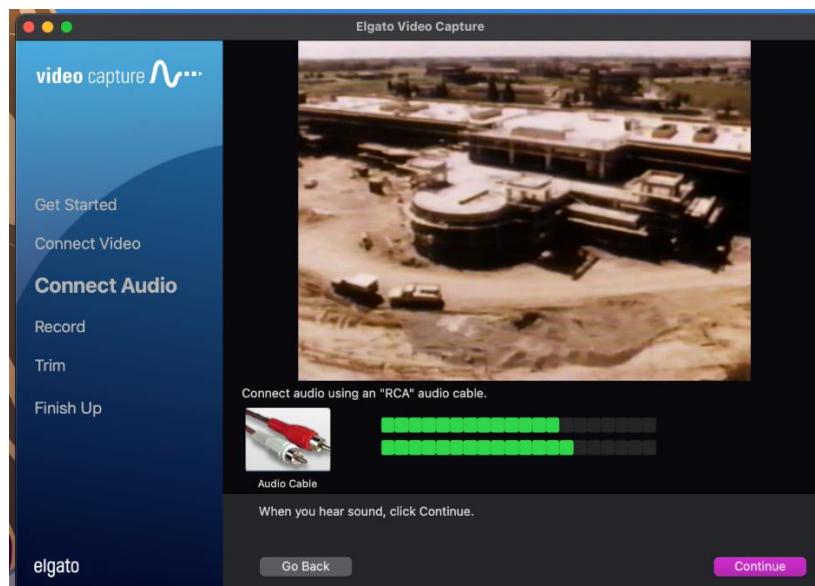 Elgato Video Capture
video capture
Get Started
Connect Video
Connect Audio
Record
Trim
Finish Up
Connect audio using an "RCA" audio cable.
Audio Cable
When you hear sound, click Continue.
elgato
Go Back
Continue